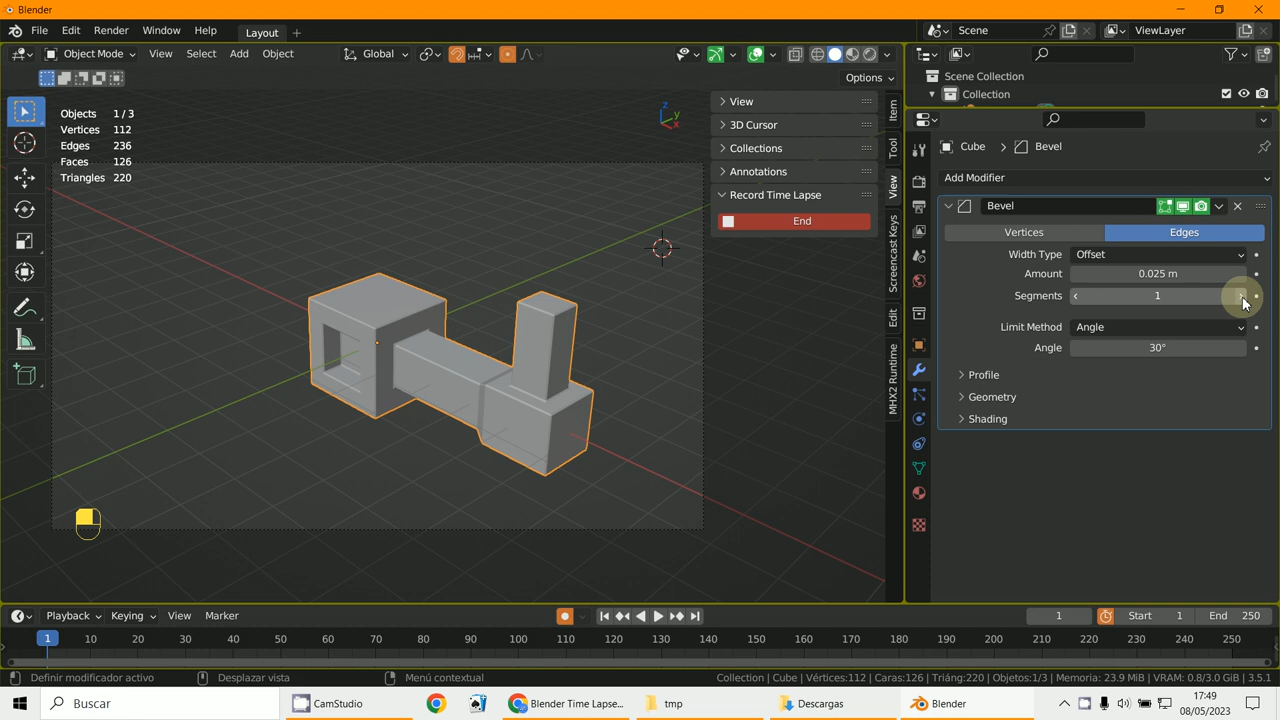 Blender
File Edit Render Window Help Layout + Scene ViewLayer
Object Mode View Select Add Object Global
Options
Scene Collection
Collection
Objects 1 / 3
Vertices 112
Edges 236
Faces 126
Triangles 220
Z
Y
X
View
3D Cursor
Collections
Annotations
Record Time Lapse
End
Item
Tool
View
Screencast Keys
Edit
MHX2 Runtime
Cube > Bevel
Add Modifier
Bevel
Vertices Edges
Width Type Offset
Amount 0.025 m
Segments 1
Limit Method Angle
Angle 30°
Profile
Geometry
Shading
Playback Keying View Marker 1 Start 1 End 250
1 10 20 30 40 50 60 70 80 90 100 110 120 130 140 150 160 170 180 190 200 210 220 230 240 250
Definir modificador activo Desplazar vista Menú contextual Collection | Cube | Vértices:112 | Caras:126 | Triáng:220 | Objetos:1/3 | Memoria: 23.9 MiB | VRAM: 0.8/3.0 GiB | 3.5.1
Buscar CamStudio Blender Time Lapse... tmp Descargas Blender 17:49
08/05/2023